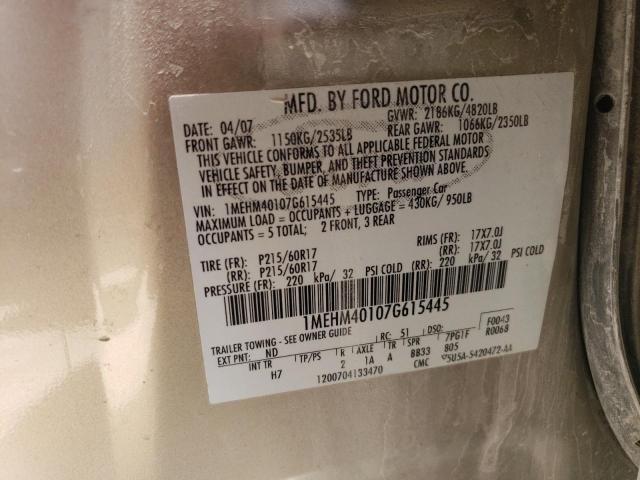 MFD. BY FORD MOTOR CO.
04/07 GVWR: 2186KG/4820LB
FRONT GAWR: 1150KG/2535LB REAR GAWR: 1066KG/2350LB
THIS VEHICLE CONFORMS TO ALL APPLICABLE FEDERAL MOTOR
VEHICLE SAFETY, BUMPER, AND THEFT PREVENTION STANDARDS
IN EFFECT ON THE DATE OF MANUFACTURE SHOWN ABOVE.
VIN: 1MEHM40107G615445 TYPE: Passenger Car
MAXIMUM LOAD = OCCUPANTS + LUGGAGE = 430KG/ 950LB
OCCUPANTS = 5 TOTAL; 2 FRONT, 3 REAR
TIRE (FR): P215/60R17 RIMS (FR): 17X7.0J
(RR): P215/60R17 (RR): 17X7.0J
PRESSURE (FR): 220 kPa/ 32 PSI COLD (RR): 220 kPa/ 32 PSI COLD
1MEHM40107G615445
TRAILER TOWING - SEE OWNER GUIDE F0043
EXT PNT: ND RC: 51 DSO: 7PG1F R0068
INT TR TP/PS R AXLE TR SPR 805
H7 2 1A A BB33 5U5A-5420472-AA
1200704133470 CMC